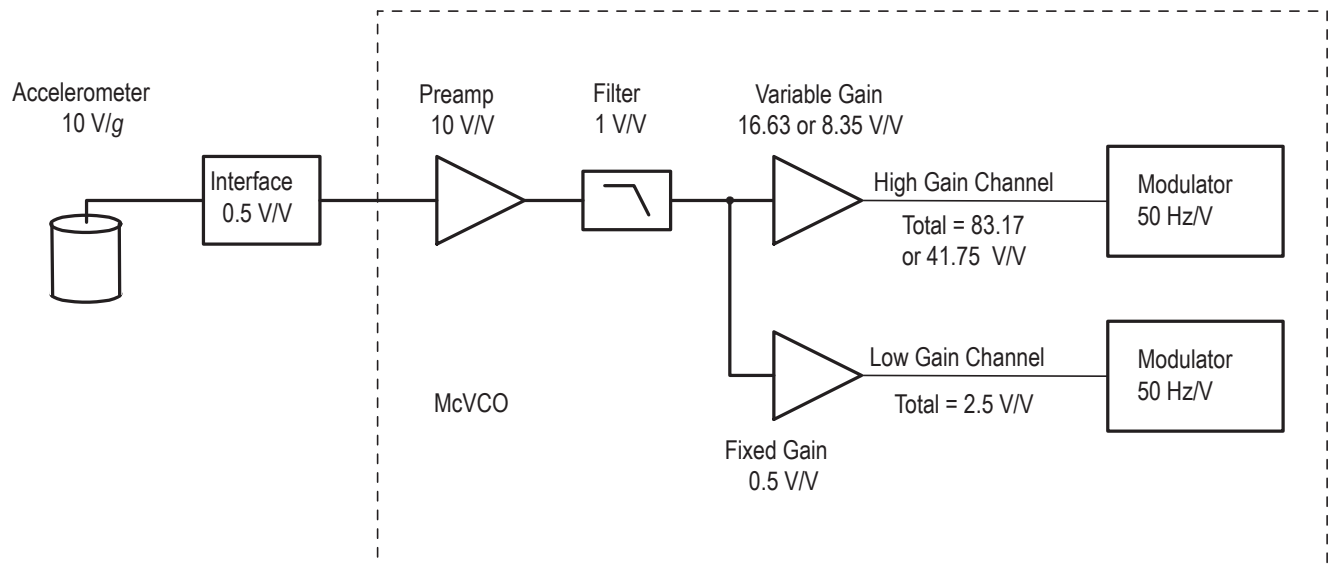 Accelerometer
10 V/g
Interface
0.5 V/V
Preamp
10 V/V
Filter
1 V/V
Variable Gain
16.63 or 8.35 V/V
High Gain Channel
Total = 83.17
or 41.75 V/V
Modulator
50 Hz/V
McVCO
Fixed Gain
0.5 V/V
Low Gain Channel
Total = 2.5 V/V
Modulator
50 Hz/V